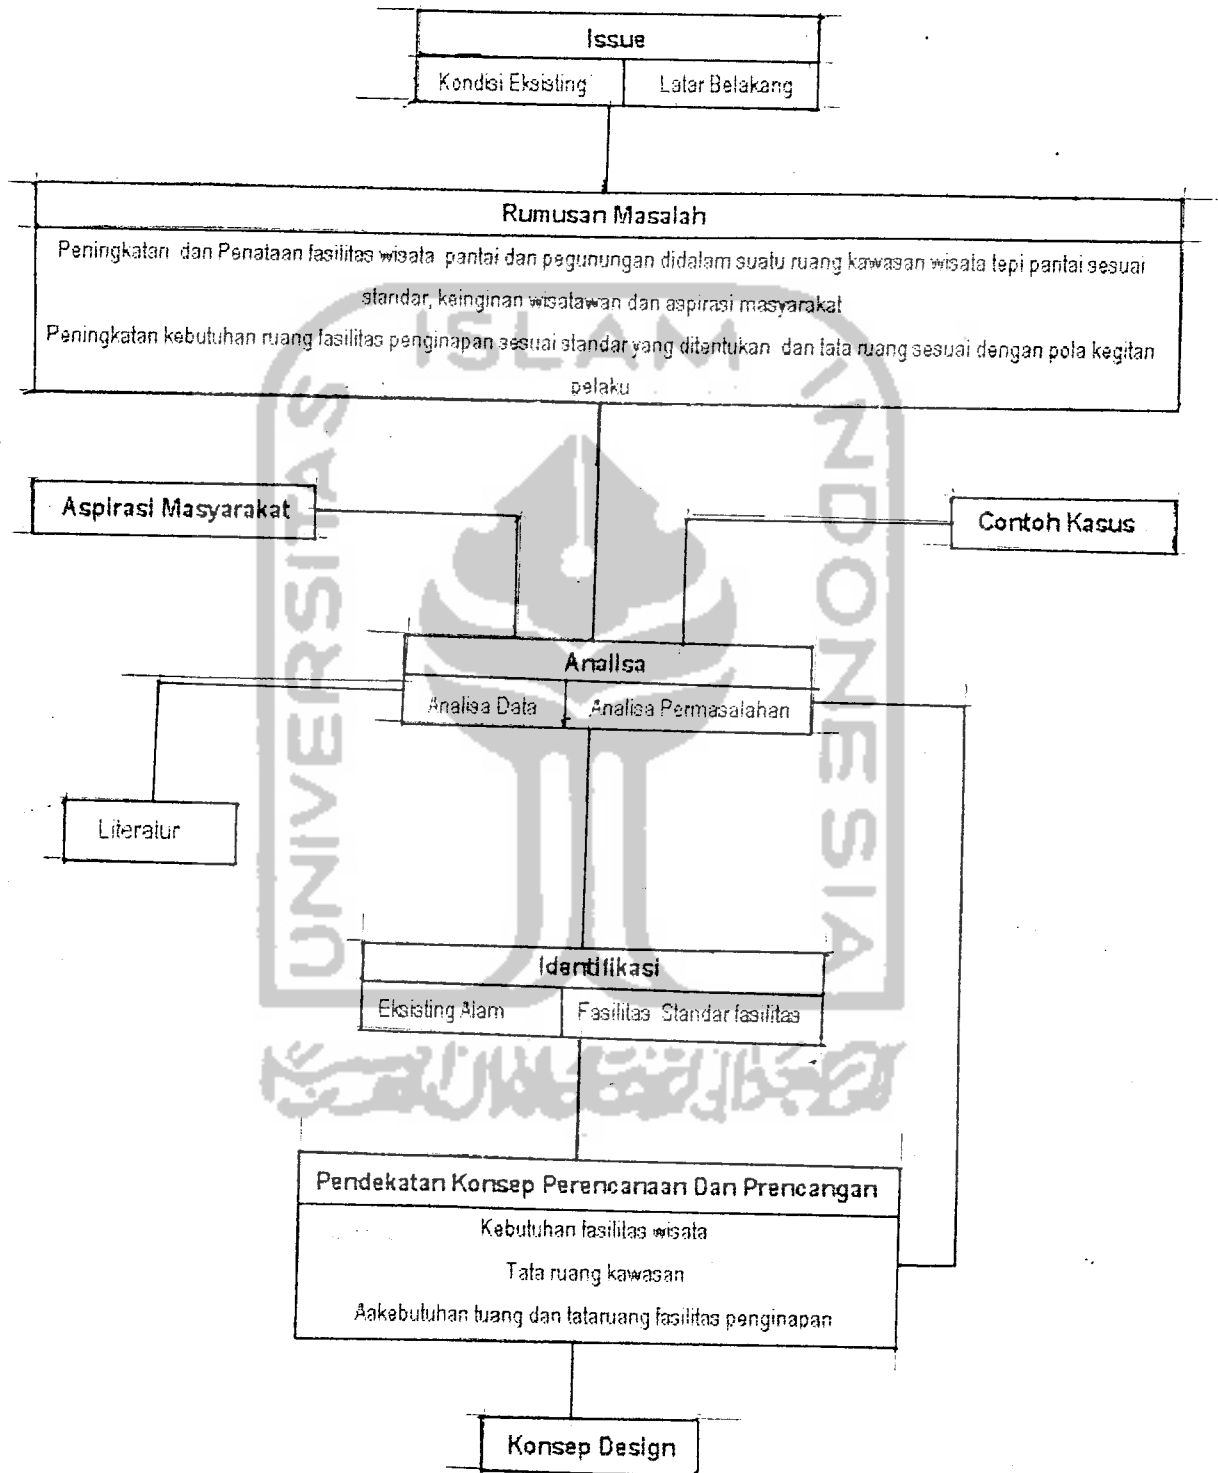 Issue
Kondisi Eksisting
Latar Belakang
Rumusan Masalah
Peningkatan dan Penataan fasilitas wisata pantai dan pegunungan didalam suatu ruang kawasan wisata tepi pantai sesuai
standar, keinginan wisatawan dan aspirasi masyarakat
Peningkatan kebutuhan ruang fasilitas penginapan sesuai standar yang ditentukan dan tata ruang sesuai dengan pola kegitan
pelaku
Aspirasi Masyarakat
Contoh Kasus
Analisa
Analisa Data
Analisa Permasalahan
Literatur
Identifikasi
Eksisting Alam
Fasilitas Standar fasilitas
Pendekatan Konsep Perencanaan Dan Prencangan
Kebutuhan fasilitas wisata
Tata ruang kawasan
Aakebutuhan tuang dan tataruang fasilitas penginapan
Konsep Design
UNIVERSITAS
ISLAM
INDONESIA